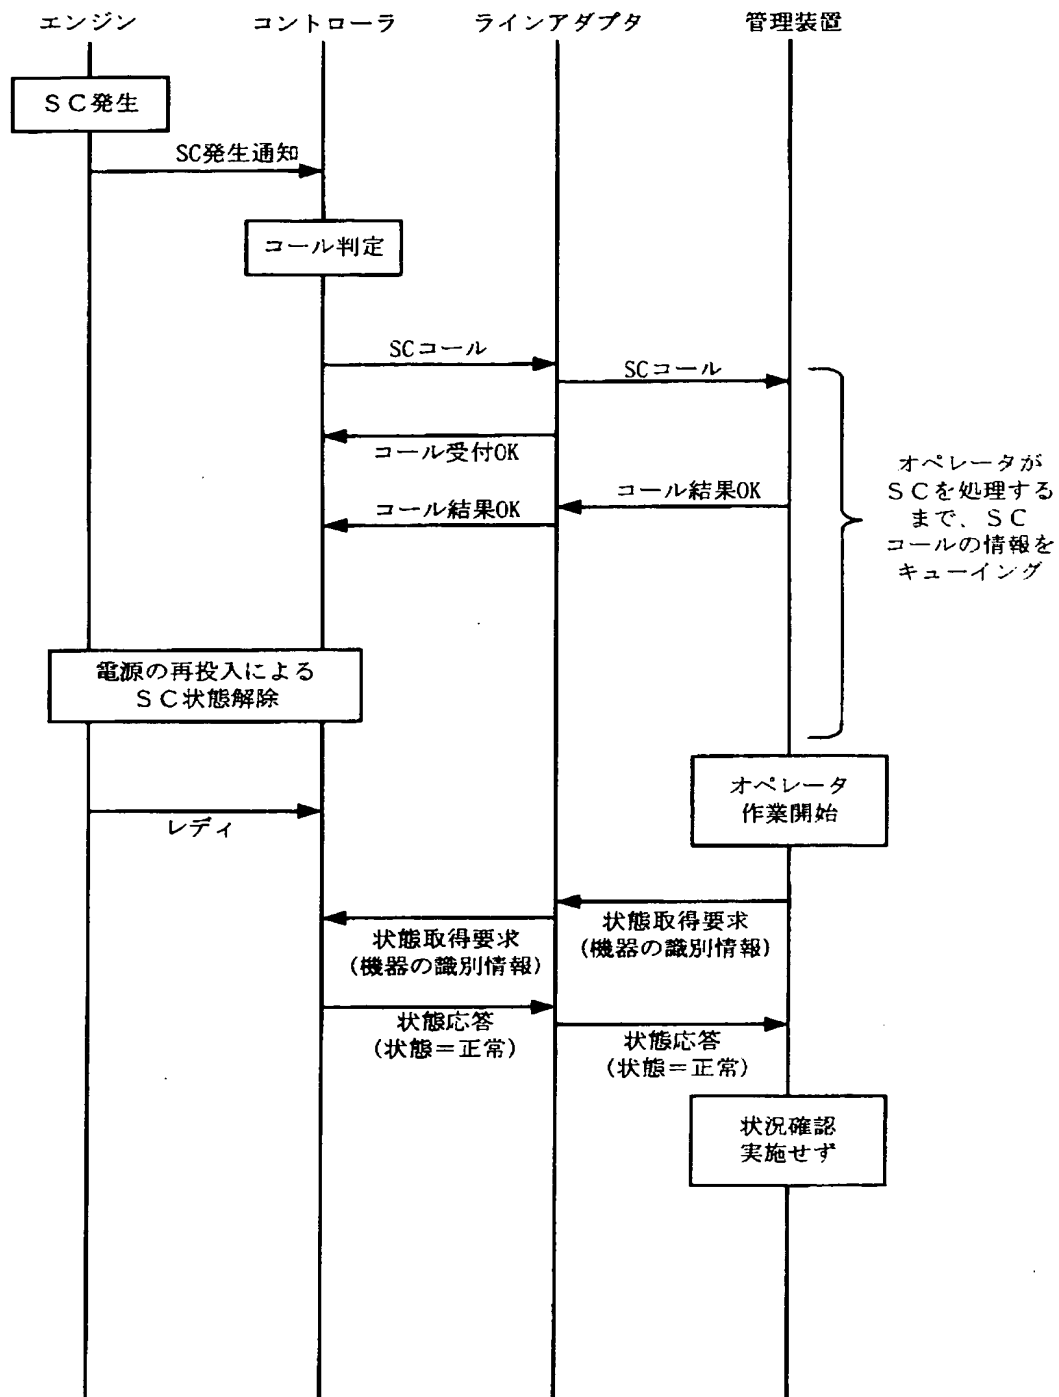 エンジン
コントローラ
ラインアダプタ
管理装置
ＳＣ発生
SC発生通知
コール判定
SCコール
SCコール
コール受付OK
コール結果OK
コール結果OK
オペレータが
ＳＣを処理する
まで、ＳＣ
コールの情報を
キューイング
電源の再投入による
ＳＣ状態解除
オペレータ
作業開始
レディ
状態取得要求
(機器の識別情報)
状態取得要求
(機器の識別情報)
状態応答
(状態＝正常)
状態応答
(状態＝正常)
状況確認
実施せず